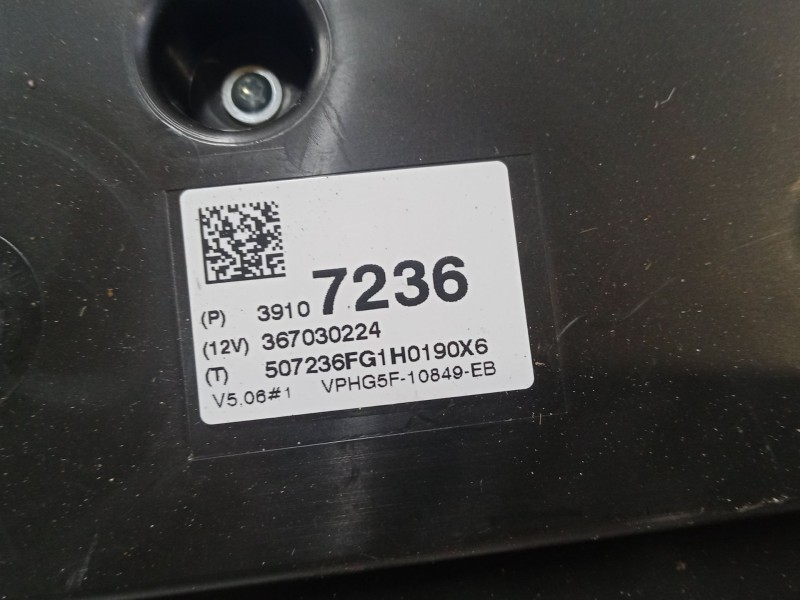 (P) 3910 7236
(12V) 367030224
(T) 507236FG1H0190X6
V5.06#1 VPHG5F-10849-EB